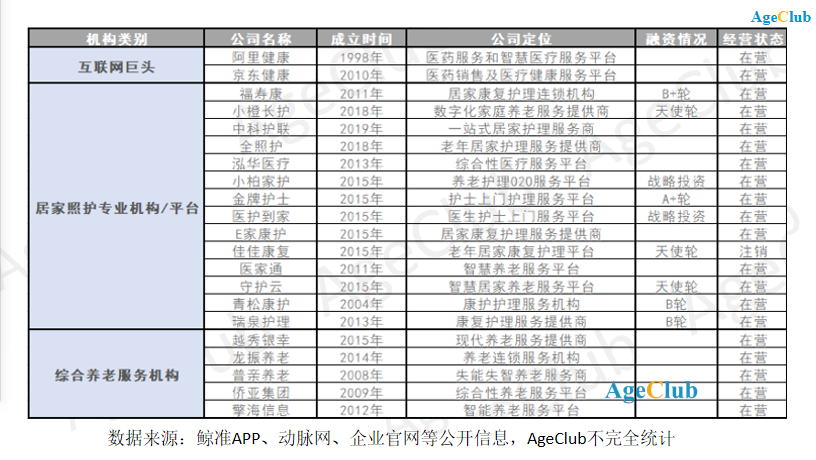 AgeClub
机构类别 公司名称 成立时间 公司定位 融资情况 经营状态
互联网巨头
阿里健康 1998年 医药服务和智慧医疗服务平台 在营
京东健康 2010年 医药销售及医疗健康服务平台 在营
居家照护专业机构/平台
福寿康 2011年 居家康复护理连锁机构 B+轮 在营
小橙长护 2018年 数字化家庭养老服务提供商 天使轮 在营
中科护联 2019年 一站式居家护理服务商 在营
全照护 2018年 老年居家护理服务提供商 在营
泓华医疗 2013年 综合性医疗服务平台 在营
小柏家护 2015年 养老护理O2O服务平台 战略投资 在营
金牌护士 2015年 护士上门护理服务平台 A+轮 在营
医护到家 2015年 医生护士上门服务平台 战略投资 在营
E家康护 2015年 居家康复护理服务提供商 在营
佳佳康复 2015年 老年居家康复护理平台 天使轮 注销
医家通 2011年 智慧养老服务平台 在营
守护云 2015年 智慧居家养老服务平台 天使轮 在营
青松康护 2004年 康护护理服务机构 B轮 在营
瑞泉护理 2013年 康复护理服务提供商 B轮 在营
综合养老服务机构
越秀银幸 2015年 现代养老服务提供商 在营
龙振养老 2014年 养老连锁服务机构 在营
普亲养老 2008年 失能失智养老服务商 在营
侨亚集团 2009年 综合性养老服务平台 在营
擎海信息 2012年 智能养老服务平台 在营
AgeClub
数据来源：鲸准APP、动脉网、企业官网等公开信息，AgeClub不完全统计